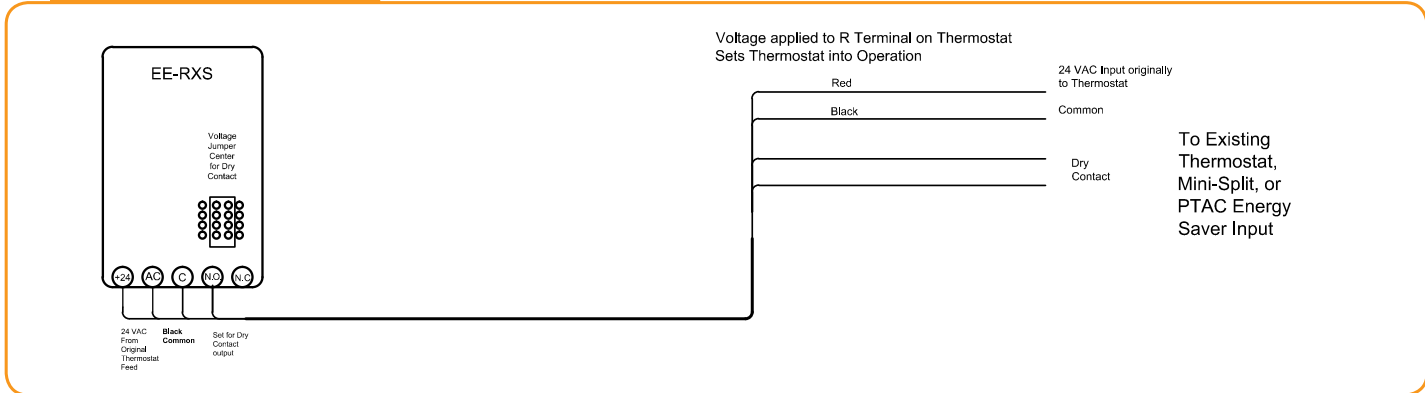 EE-RXS
Voltage
Jumper
Center
for Dry
Contact
+24
AC
C
N.O.
N.C
24 VAC
From
Original
Thermostat
Feed
Black
Common
Set for Dry
Contact
output
Voltage applied to R Terminal on Thermostat
Sets Thermostat into Operation
Red
Black
24 VAC Input originally
to Thermostat
Common
Dry
Contact
To Existing
Thermostat,
Mini-Split, or
PTAC Energy
Saver Input